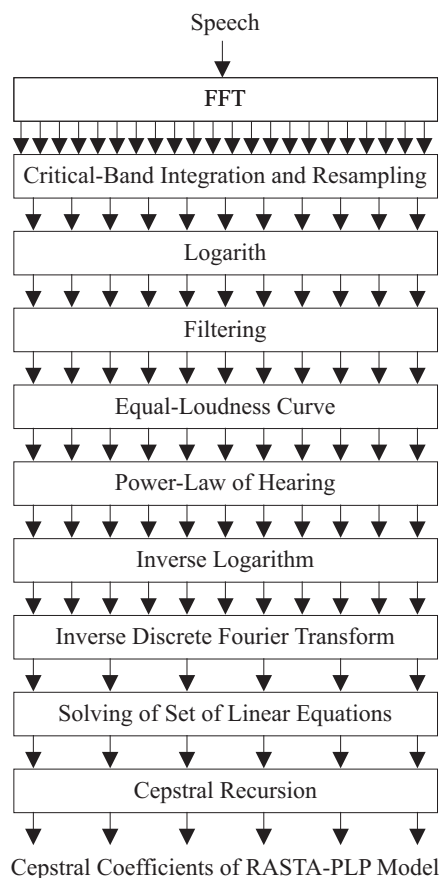 Speech
FFT
Critical-Band Integration and Resampling
Logarith
Filtering
Equal-Loudness Curve
Power-Law of Hearing
Inverse Logarithm
Inverse Discrete Fourier Transform
Solving of Set of Linear Equations
Cepstral Recursion
Cepstral Coefficients of RASTA-PLP Model